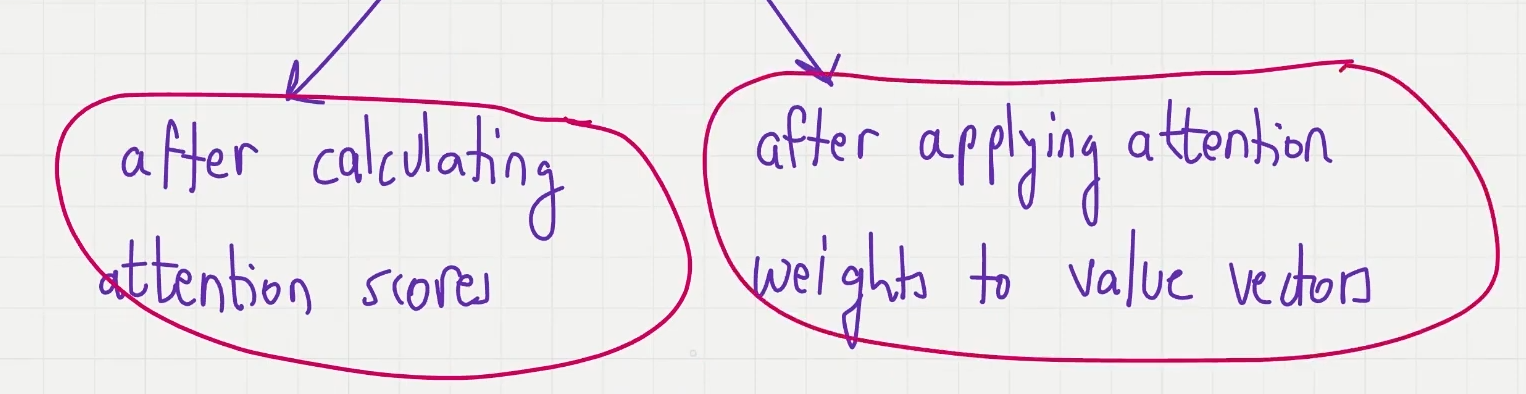 after calculating
attention scores
after applying attention
weights to value vectors